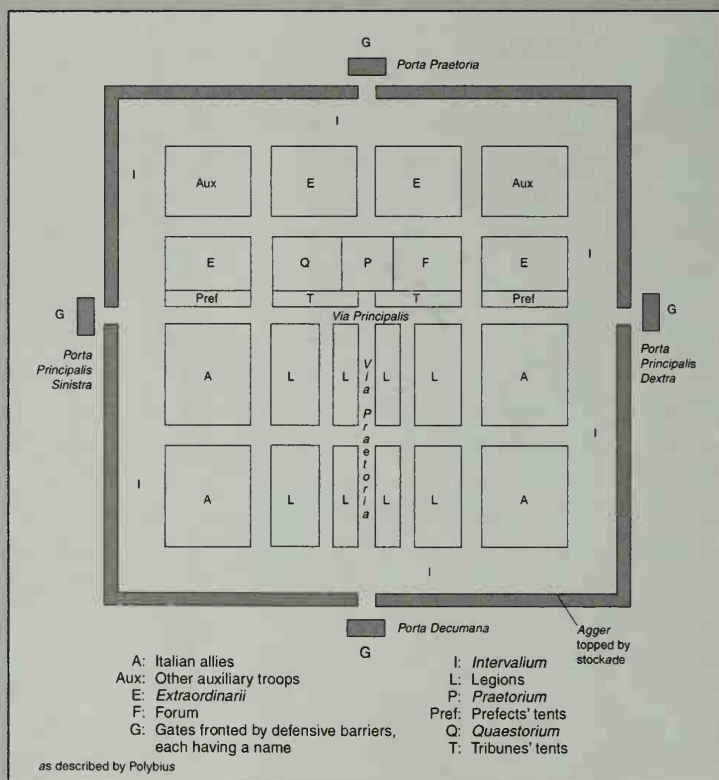 G
Porta Praetoria
I
I
Aux E E Aux
E Q P F E
I
Pref T T Pref
Via Principalis
G
Porta
Principalis
Sinistra
G
Porta
Principalis
Dextra
A L L L L A
Via Praetoria
I
A L L L L A
I
I
Porta Decumana
G
Agger
topped by
stockade
A: Italian allies
Aux: Other auxiliary troops
E: Extraordinarii
F: Forum
G: Gates fronted by defensive barriers,
each having a name
I: Intervalium
L: Legions
P: Praetorium
Pref: Prefects' tents
Q: Quaestorium
T: Tribunes' tents
as described by Polybius